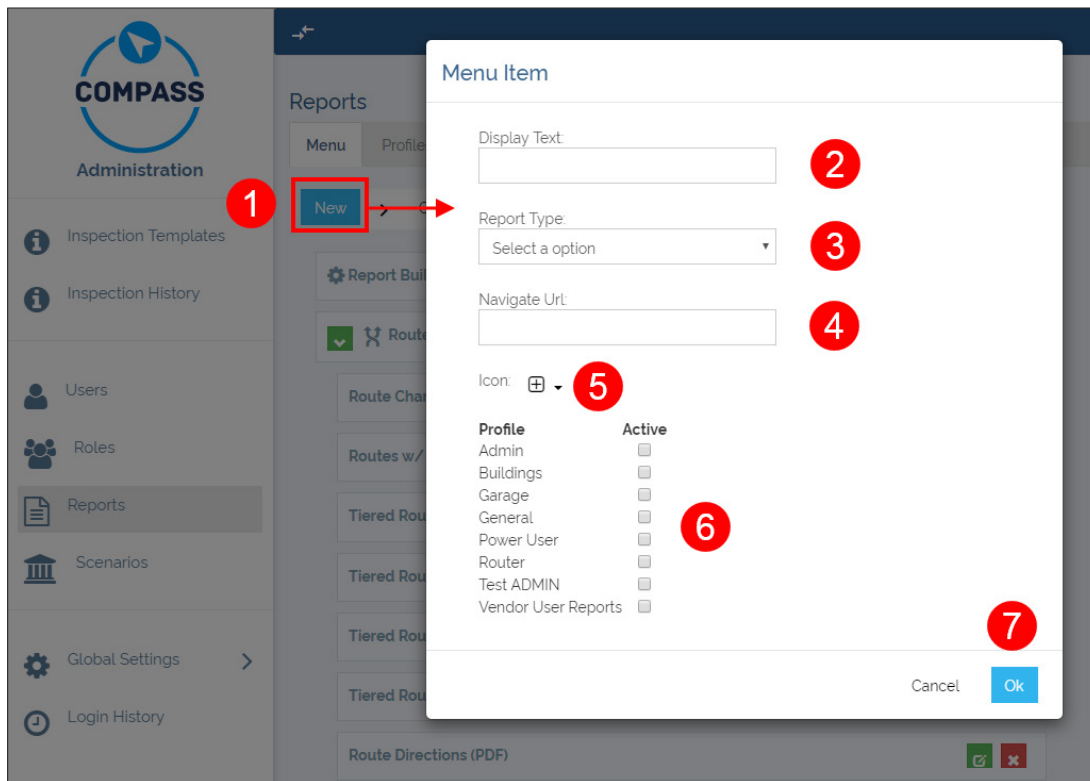 COMPASS
Administration
Inspection Templates
Inspection History
Users
Roles
Reports
Scenarios
Global Settings
Login History
Reports
Menu Profile
1
New
Report Buil
Route
Route Char
Routes w/
Tiered Rou
Tiered Rou
Tiered Rou
Tiered Rou
Route Directions (PDF)
Menu Item
Display Text:
2
Report Type:
Select a option
3
Navigate Url:
4
Icon:
5
Profile Active
Admin
Buildings
Garage
General
Power User
Router
Test ADMIN
Vendor User Reports
6
7
Cancel Ok